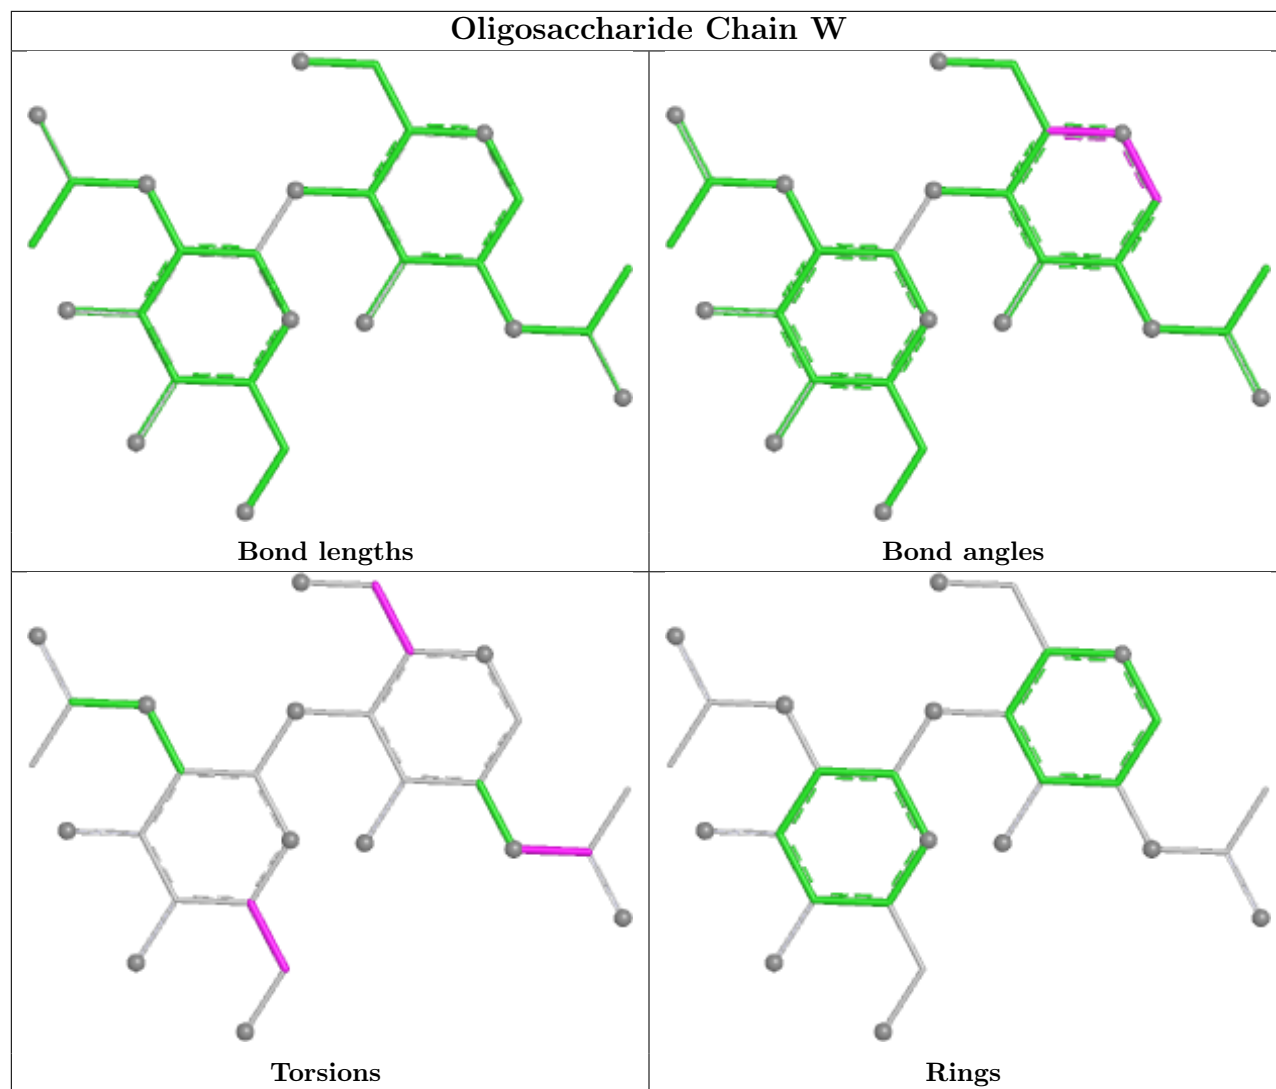 Oligosaccharide Chain W
Bond lengths
Bond angles
Torsions
Rings